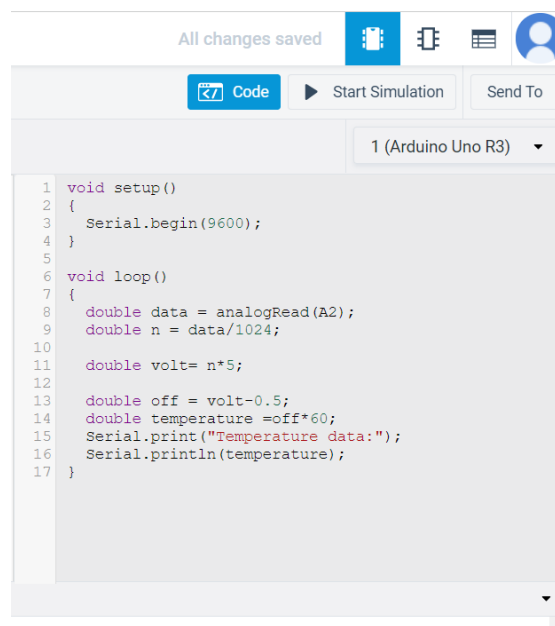 All changes saved
Code
Start Simulation
Send To
1 (Arduino Uno R3)
1 void setup()
2 {
3   Serial.begin(9600);
4 }
5
6 void loop()
7 {
8   double data = analogRead(A2);
9   double n = data/1024;
10
11   double volt= n*5;
12
13   double off = volt-0.5;
14   double temperature =off*60;
15   Serial.print("Temperature data:");
16   Serial.println(temperature);
17 }